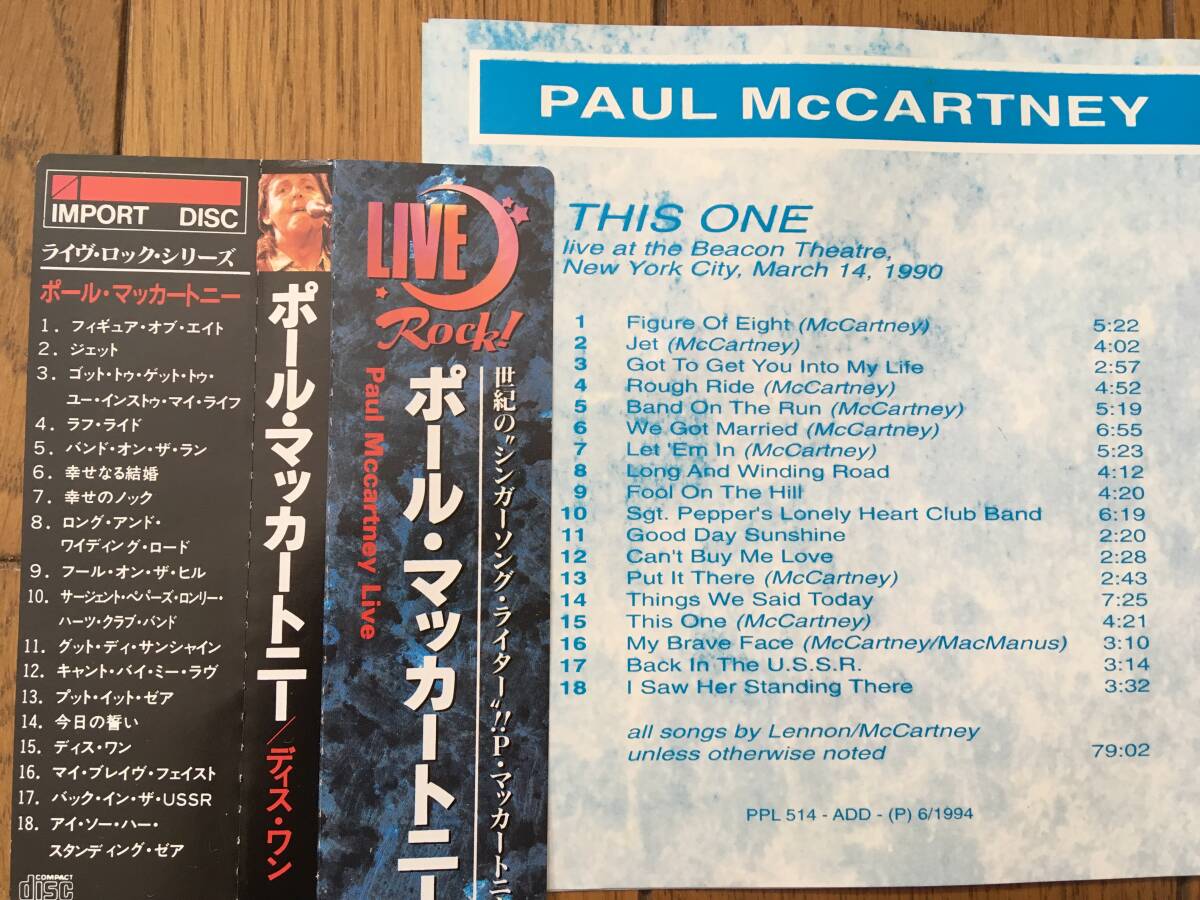 IMPORT DISC
ライヴ・ロック・シリーズ
ポール・マッカートニー
1. フィギュア・オブ・エイト
2. ジェット
3. ゴット・トゥ・ゲット・トゥ・
ユー・インストゥ・マイ・ライフ
4. ラフ・ライド
5. バンド・オン・ザ・ラン
6. 幸せなる結婚
7. 幸せのノック
8. ロング・アンド・
ワイディング・ロード
9. フール・オン・ザ・ヒル
10. サージェント・ペパーズ・ロンリー・
ハーツ・クラブ・バンド
11. グット・ディ・サンシャイン
12. キャント・バイ・ミー・ラヴ
13. プット・イット・ゼア
14. 今日の誓い
15. ディス・ワン
16. マイ・ブレイヴ・フェイスト
17. バック・イン・ザ・USSR
18. アイ・ソー・ハー・
スタンディング・ゼア
COMPACT
disc
ポール・マッカートニー/ディス・ワン
LIVE
Rock!
世紀の"シンガーソング・ライター"!!P・マッカートニ
ポール・マッカートニー
Paul Mccartney Live
PAUL McCARTNEY
THIS ONE
live at the Beacon Theatre,
New York City, March 14, 1990
1 Figure Of Eight (McCartney) 5:22
2 Jet (McCartney) 4:02
3 Got To Get You Into My Life 2:57
4 Rough Ride (McCartney) 4:52
5 Band On The Run (McCartney) 5:19
6 We Got Married (McCartney) 6:55
7 Let 'Em In (McCartney) 5:23
8 Long And Winding Road 4:12
9 Fool On The Hill 4:20
10 Sgt. Pepper's Lonely Heart Club Band 6:19
11 Good Day Sunshine 2:20
12 Can't Buy Me Love 2:28
13 Put It There (McCartney) 2:43
14 Things We Said Today 7:25
15 This One (McCartney) 4:21
16 My Brave Face (McCartney/MacManus) 3:10
17 Back In The U.S.S.R. 3:14
18 I Saw Her Standing There 3:32
all songs by Lennon/McCartney
unless otherwise noted 79:02
PPL 514 - ADD - (P) 6/1994